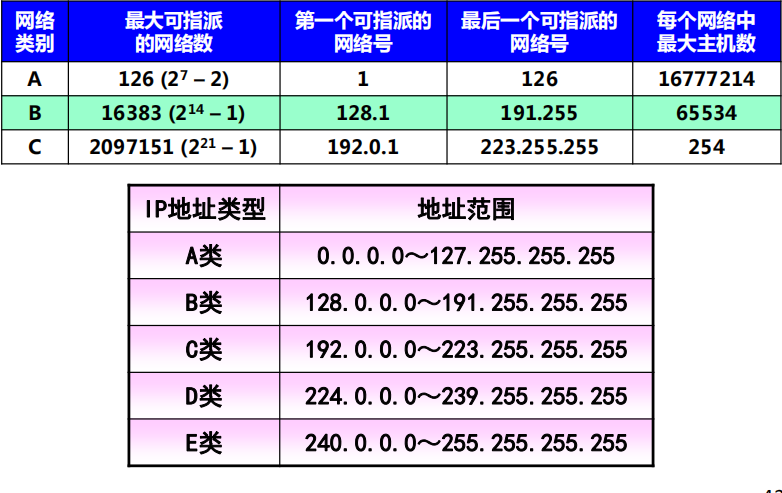 网络类别 最大可指派的网络数 第一个可指派的网络号 最后一个可指派的网络号 每个网络中最大主机数
A 126 (2⁷ – 2) 1 126 16777214
B 16383 (2¹⁴ – 1) 128.1 191.255 65534
C 2097151 (2²¹ – 1) 192.0.1 223.255.255 254
IP地址类型 地址范围
A类 0.0.0.0～127.255.255.255
B类 128.0.0.0～191.255.255.255
C类 192.0.0.0～223.255.255.255
D类 224.0.0.0～239.255.255.255
E类 240.0.0.0～255.255.255.255